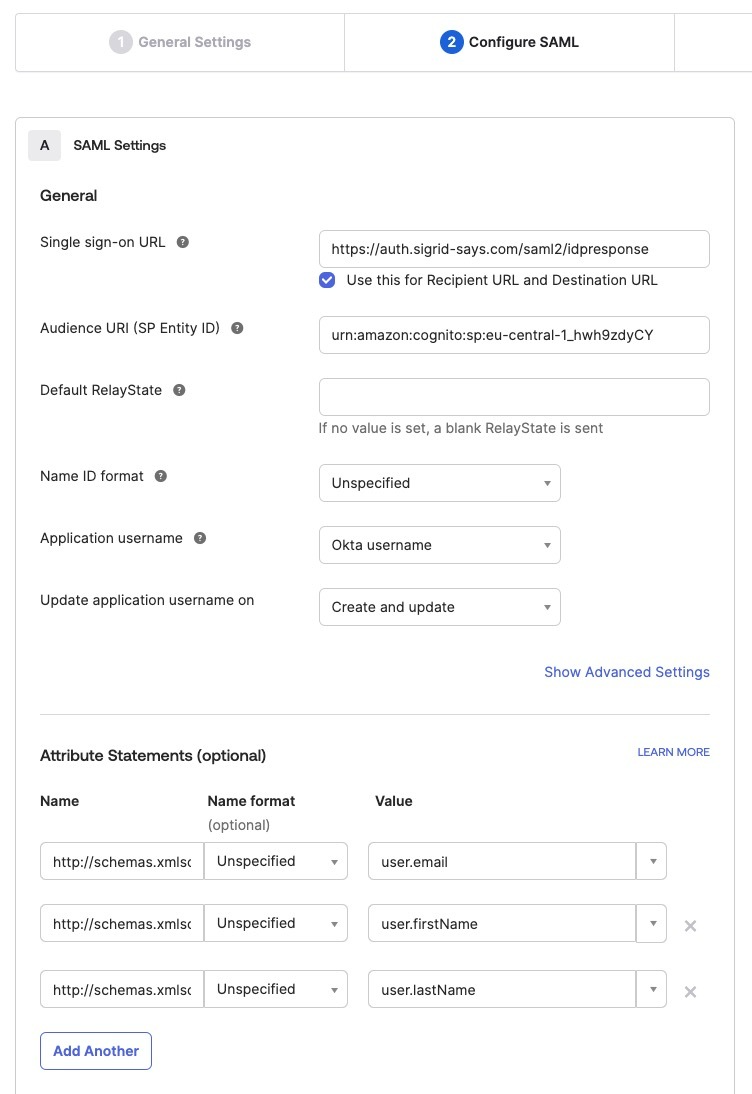 1 General Settings
2 Configure SAML
A SAML Settings
General
Single sign-on URL ?
https://auth.sigrid-says.com/saml2/idpresponse
Use this for Recipient URL and Destination URL
Audience URI (SP Entity ID) ?
urn:amazon:cognito:sp:eu-central-1_hwh9zdyCY
Default RelayState ?
If no value is set, a blank RelayState is sent
Name ID format ?
Unspecified
Application username ?
Okta username
Update application username on
Create and update
Show Advanced Settings
Attribute Statements (optional)
LEARN MORE
Name Name format Value
(optional)
http://schemas.xmlsc Unspecified user.email
http://schemas.xmlsc Unspecified user.firstName
http://schemas.xmlsc Unspecified user.lastName
Add Another